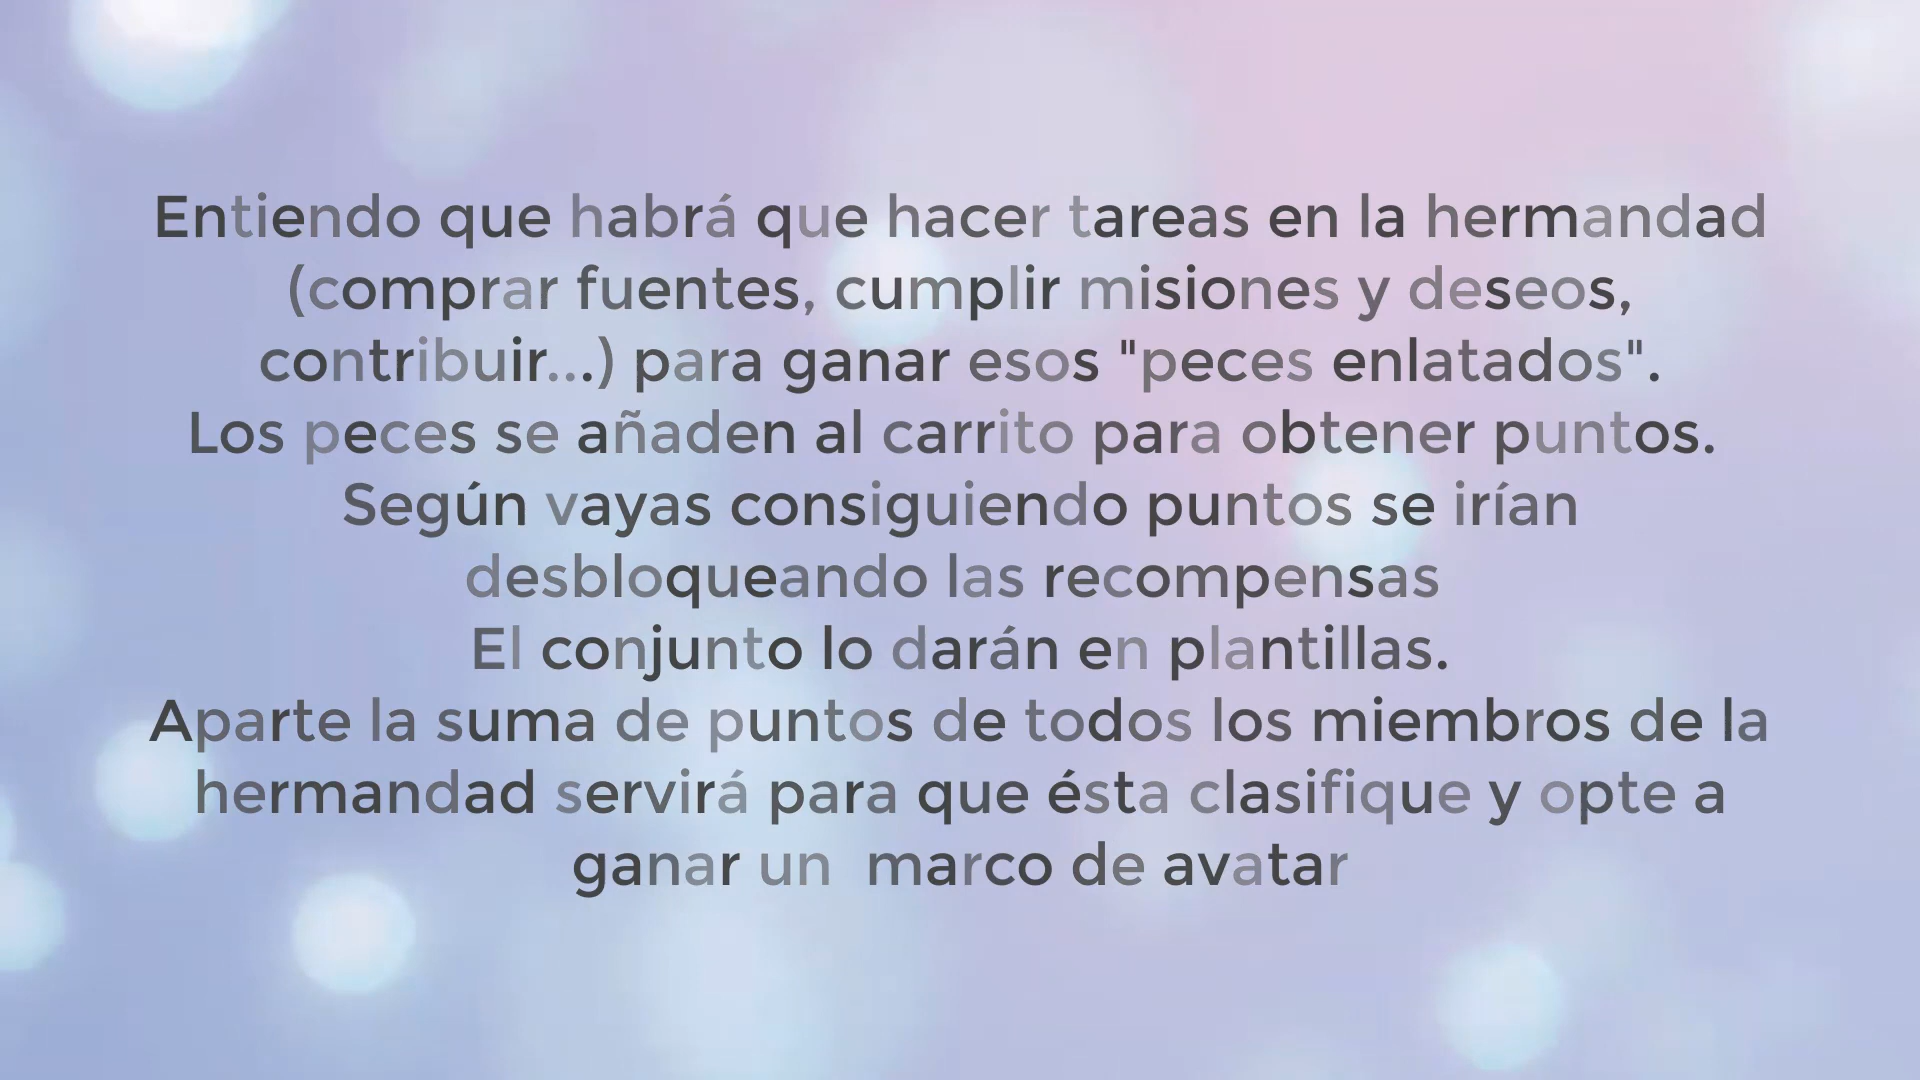 Entiendo que habrá que hacer tareas en la hermandad
(comprar fuentes, cumplir misiones y deseos,
contribuir...) para ganar esos "peces enlatados".
Los peces se añaden al carrito para obtener puntos.
Según vayas consiguiendo puntos se irían
desbloqueando las recompensas
El conjunto lo darán en plantillas.
Aparte la suma de puntos de todos los miembros de la
hermandad servirá para que ésta clasifique y opte a
ganar un  marco de avatar